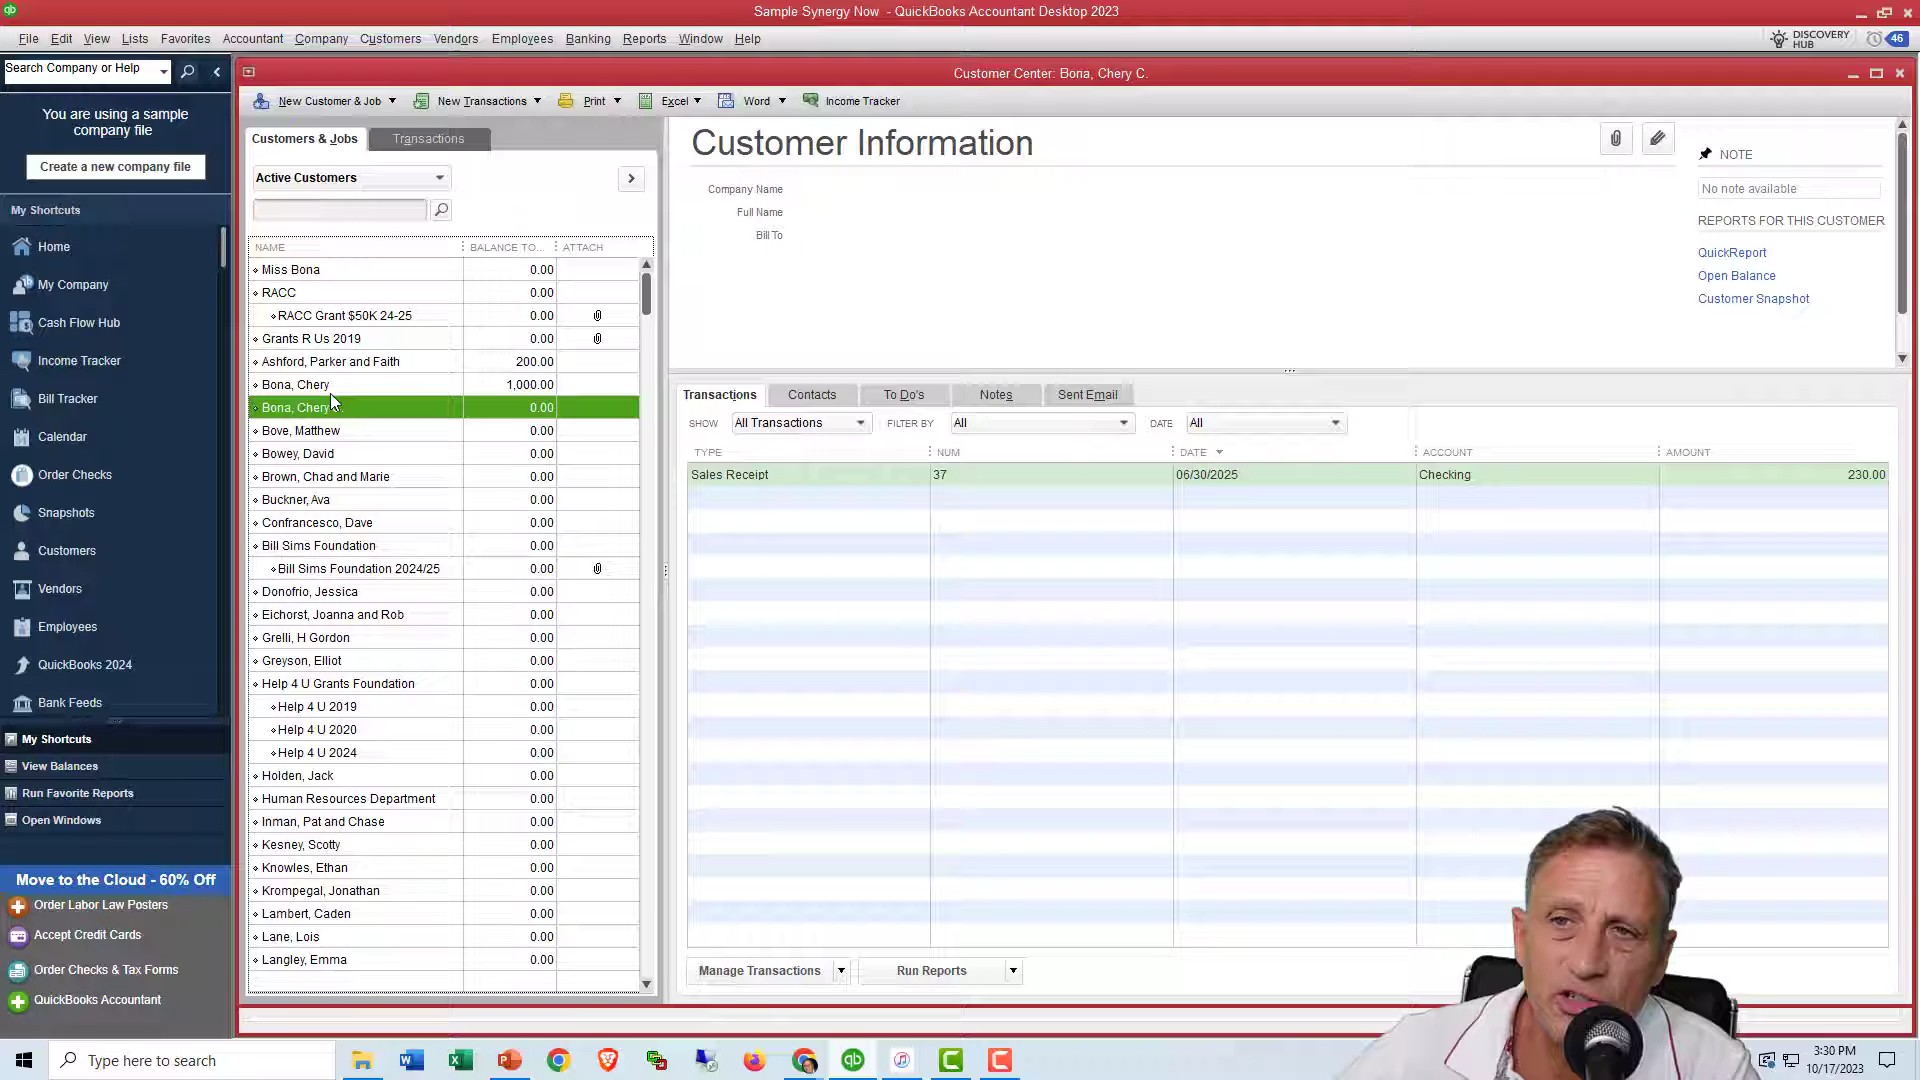 Sample Synergy Now - QuickBooks Accountant Desktop 2023
File Edit View Lists Favorites Accountant Company Customers Vendors Employees Banking Reports Window Help
DISCOVERY HUB 46
Search Company or Help
You are using a sample
company file
Create a new company file
My Shortcuts
Home
My Company
Cash Flow Hub
Income Tracker
Bill Tracker
Calendar
Order Checks
Snapshots
Customers
Vendors
Employees
QuickBooks 2024
Bank Feeds
My Shortcuts
View Balances
Run Favorite Reports
Open Windows
Move to the Cloud - 60% Off
Order Labor Law Posters
Accept Credit Cards
Order Checks & Tax Forms
QuickBooks Accountant
Customer Center: Bona, Chery C.
New Customer & Job New Transactions Print Excel Word Income Tracker
Customers & Jobs Transactions
Active Customers
NAME BALANCE TO... ATTACH
Miss Bona 0.00
RACC 0.00
RACC Grant $50K 24-25 0.00
Grants R Us 2019 0.00
Ashford, Parker and Faith 200.00
Bona, Chery 1,000.00
Bona, Chery 0.00
Bove, Matthew 0.00
Bowey, David 0.00
Brown, Chad and Marie 0.00
Buckner, Ava 0.00
Confrancesco, Dave 0.00
Bill Sims Foundation 0.00
Bill Sims Foundation 2024/25 0.00
Donofrio, Jessica 0.00
Eichorst, Joanna and Rob 0.00
Grelli, H Gordon 0.00
Greyson, Elliot 0.00
Help 4 U Grants Foundation 0.00
Help 4 U 2019 0.00
Help 4 U 2020 0.00
Help 4 U 2024 0.00
Holden, Jack 0.00
Human Resources Department 0.00
Inman, Pat and Chase 0.00
Kesney, Scotty 0.00
Knowles, Ethan 0.00
Krompegal, Jonathan 0.00
Lambert, Caden 0.00
Lane, Lois 0.00
Langley, Emma 0.00
Customer Information
Company Name
Full Name
Bill To
NOTE
No note available
REPORTS FOR THIS CUSTOMER
QuickReport
Open Balance
Customer Snapshot
Transactions Contacts To Do's Notes Sent Email
SHOW All Transactions FILTER BY All DATE All
TYPE NUM DATE ACCOUNT AMOUNT
Sales Receipt 37 06/30/2025 Checking 230.00
Manage Transactions Run Reports
Type here to search
3:30 PM
10/17/2023